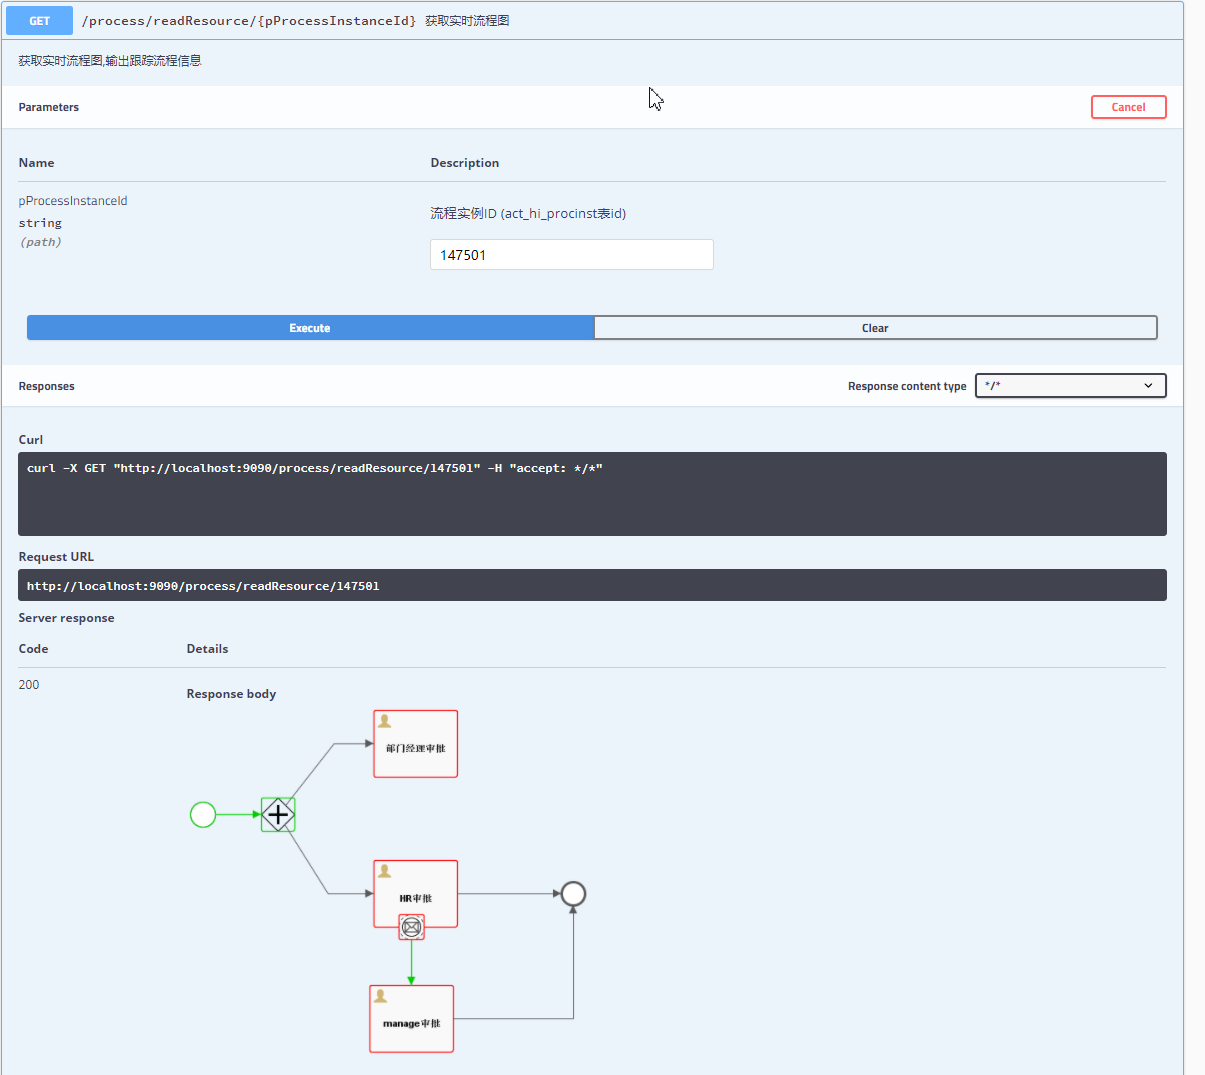 GET /process/readResource/{pProcessInstanceId} 获取实时流程图
获取实时流程图,输出跟踪流程信息
Parameters
Cancel
Name Description
pProcessInstanceId
string
(path)
流程实例ID (act_hi_procinst表id)
147501
Execute Clear
Responses
Response content type */*
Curl
curl -X GET "http://localhost:9090/process/readResource/147501" -H "accept: */*"
Request URL
http://localhost:9090/process/readResource/147501
Server response
Code Details
200
Response body
部门经理审批
HR审批
manage审批